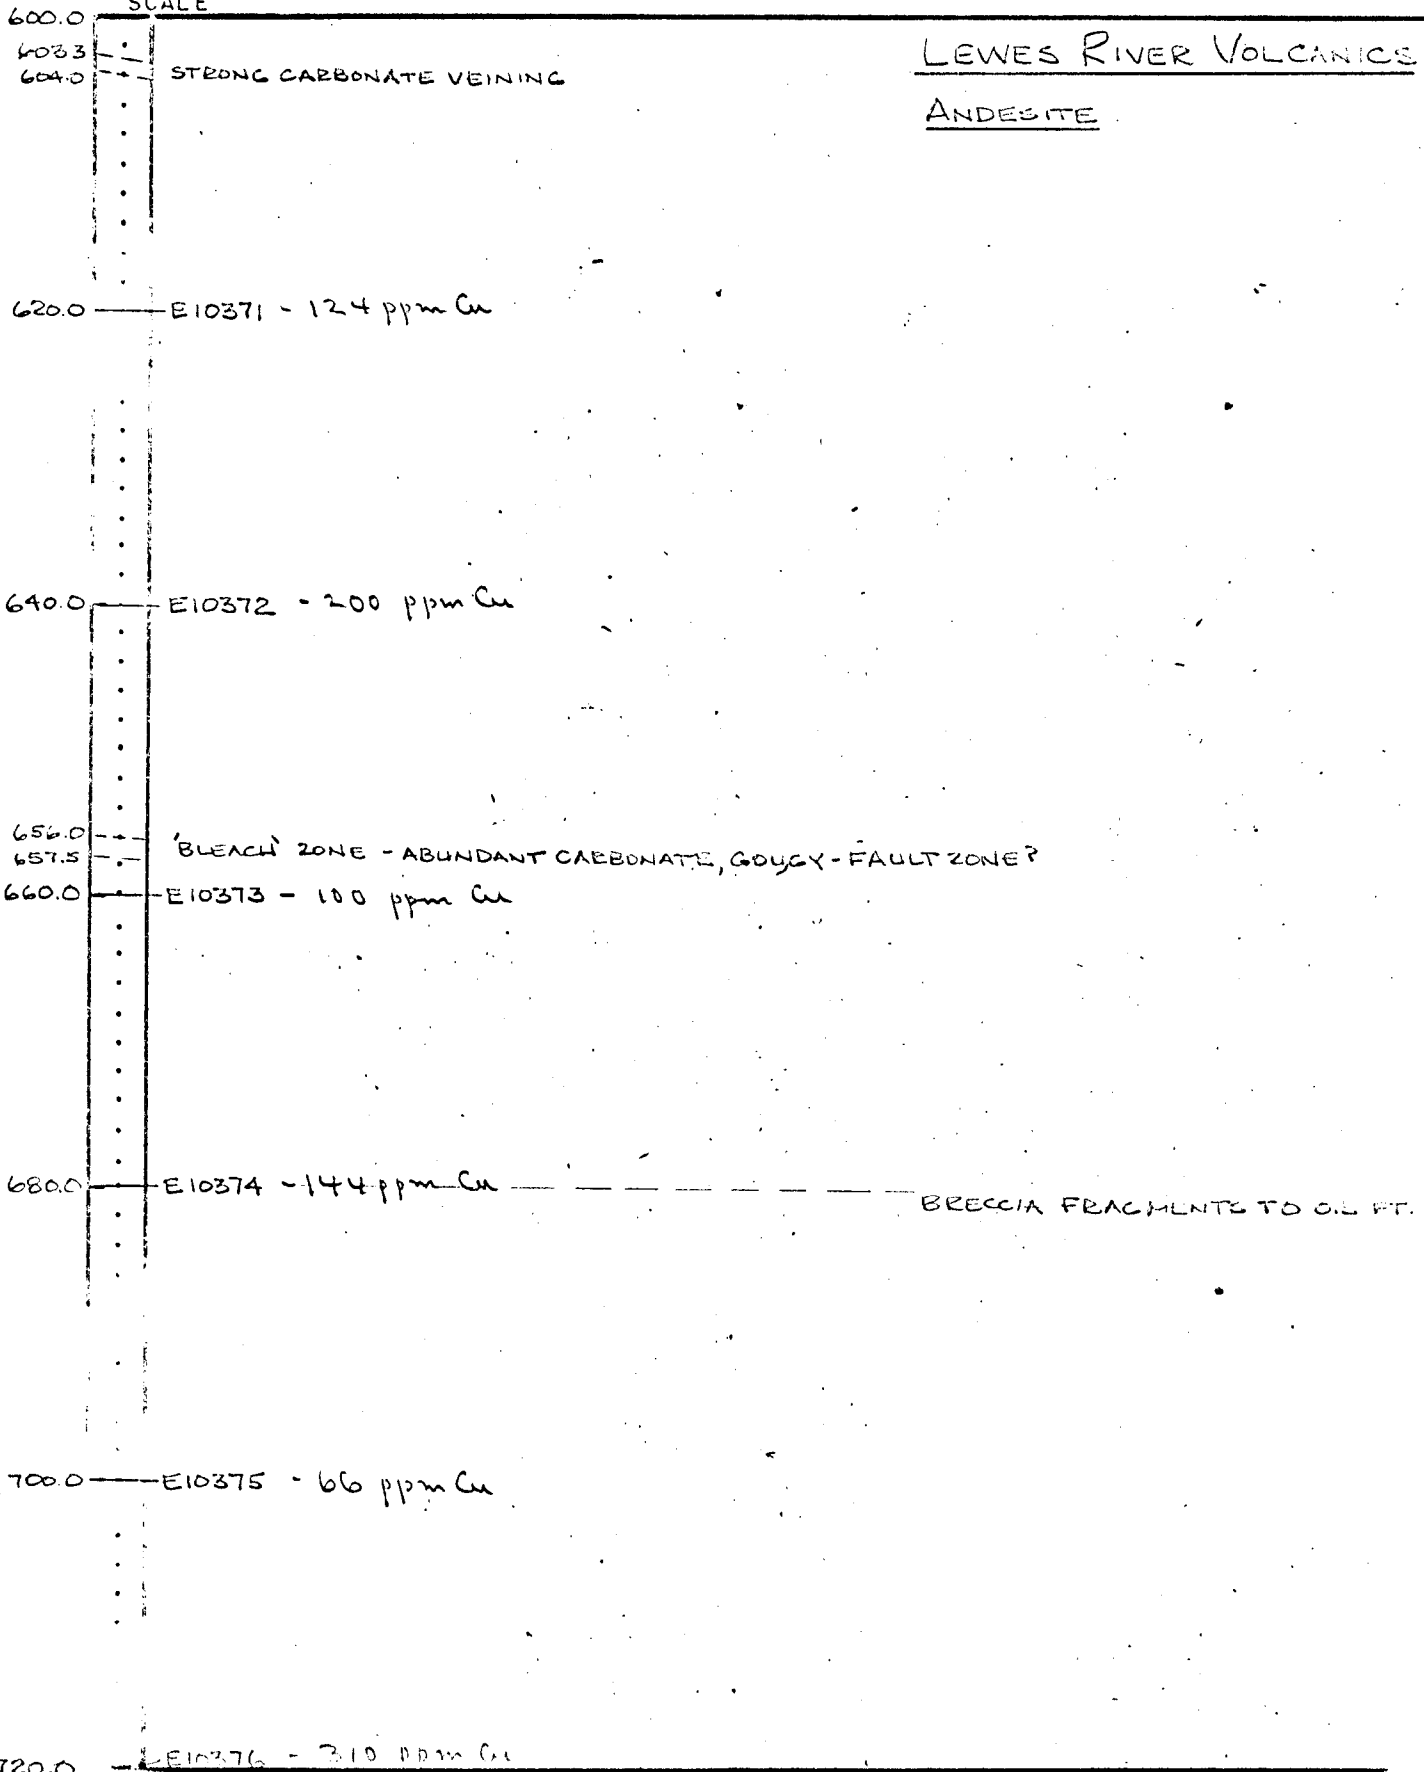 SCALE
600.0
LEWES RIVER VOLCANICS
603.3
604.0 STRONG CARBONATE VEINING
ANDESITE
620.0 E10371 - 124 ppm Cu
640.0 E10372 - 200 ppm Cu
656.0
657.5 'BLEACH' ZONE - ABUNDANT CARBONATE, GOUGY - FAULT ZONE?
660.0 E10373 - 100 ppm Cu
680.0 E10374 - 144 ppm Cu
BRECCIA FRAGMENTS TO FT.
700.0 E10375 - 66 ppm Cu
720.0 E10376 - 310 ppm Cu